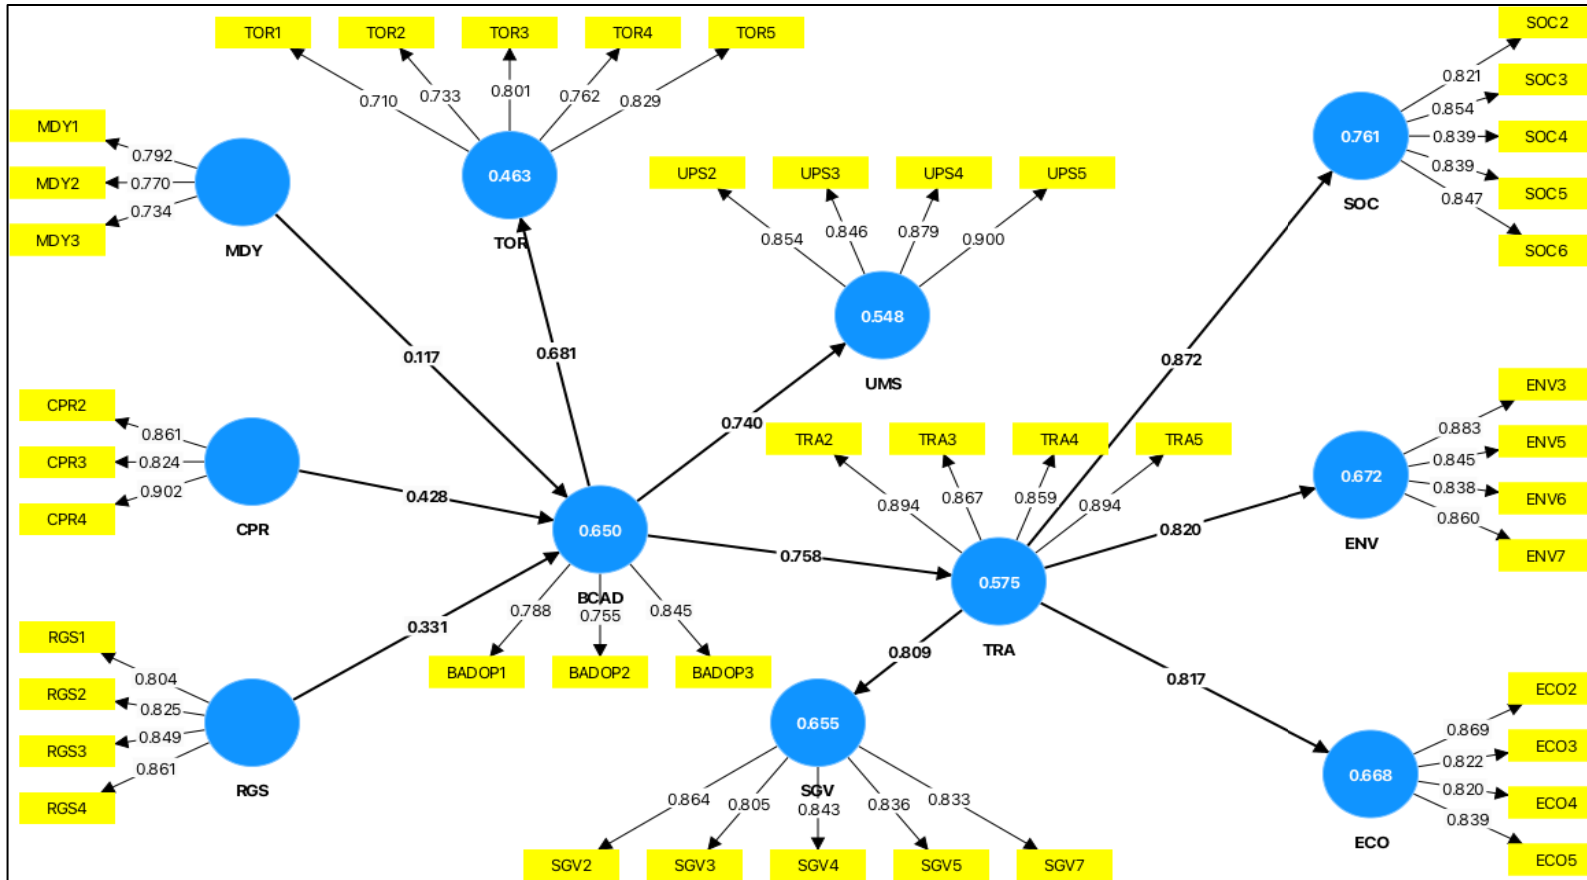 TOR1
TOR2
TOR3
TOR4
TOR5
0.710
0.733
0.801
0.762
0.829
0.463
TOR
MDY1
MDY2
MDY3
0.792
0.770
0.734
MDY
UPS2
UPS3
UPS4
UPS5
0.854
0.846
0.879
0.900
0.548
UMS
SOC2
SOC3
SOC4
SOC5
SOC6
0.821
0.854
0.839
0.839
0.847
0.761
SOC
0.117
0.681
0.740
0.872
CPR2
CPR3
CPR4
0.861
0.824
0.902
CPR
0.428
TRA2
TRA3
TRA4
TRA5
0.894
0.867
0.859
0.894
0.575
TRA
ENV3
ENV5
ENV6
ENV7
0.883
0.845
0.838
0.860
0.672
ENV
0.820
0.650
BCAD
0.758
0.788
0.755
0.845
BADOP1
BADOP2
BADOP3
RGS1
RGS2
RGS3
RGS4
0.804
0.825
0.849
0.861
RGS
0.331
0.809
0.817
0.655
SGV
0.864
0.805
0.843
0.836
0.833
SGV2
SGV3
SGV4
SGV5
SGV7
ECO2
ECO3
ECO4
ECO5
0.869
0.822
0.820
0.839
0.668
ECO